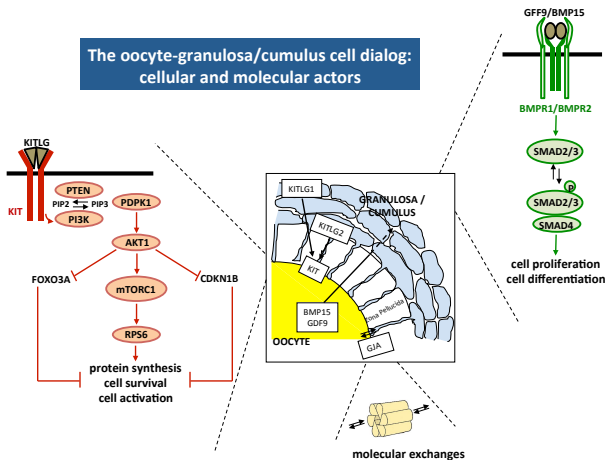 The oocyte-granulosa/cumulus cell dialog:
cellular and molecular actors
GFF9/BMP15
BMPR1/BMPR2
SMAD2/3
P
SMAD2/3
SMAD4
cell proliferation
cell differentiation
KITLG
KIT
PTEN
PIP2
PIP3
PI3K
PDPK1
AKT1
FOXO3A
CDKN1B
mTORC1
RPS6
protein synthesis
cell survival
cell activation
KITLG1
GRANULOSA /
CUMULUS
KITLG2
KIT
BMP15
GDF9
Zona Pellucida
OOCYTE
GJA
molecular exchanges